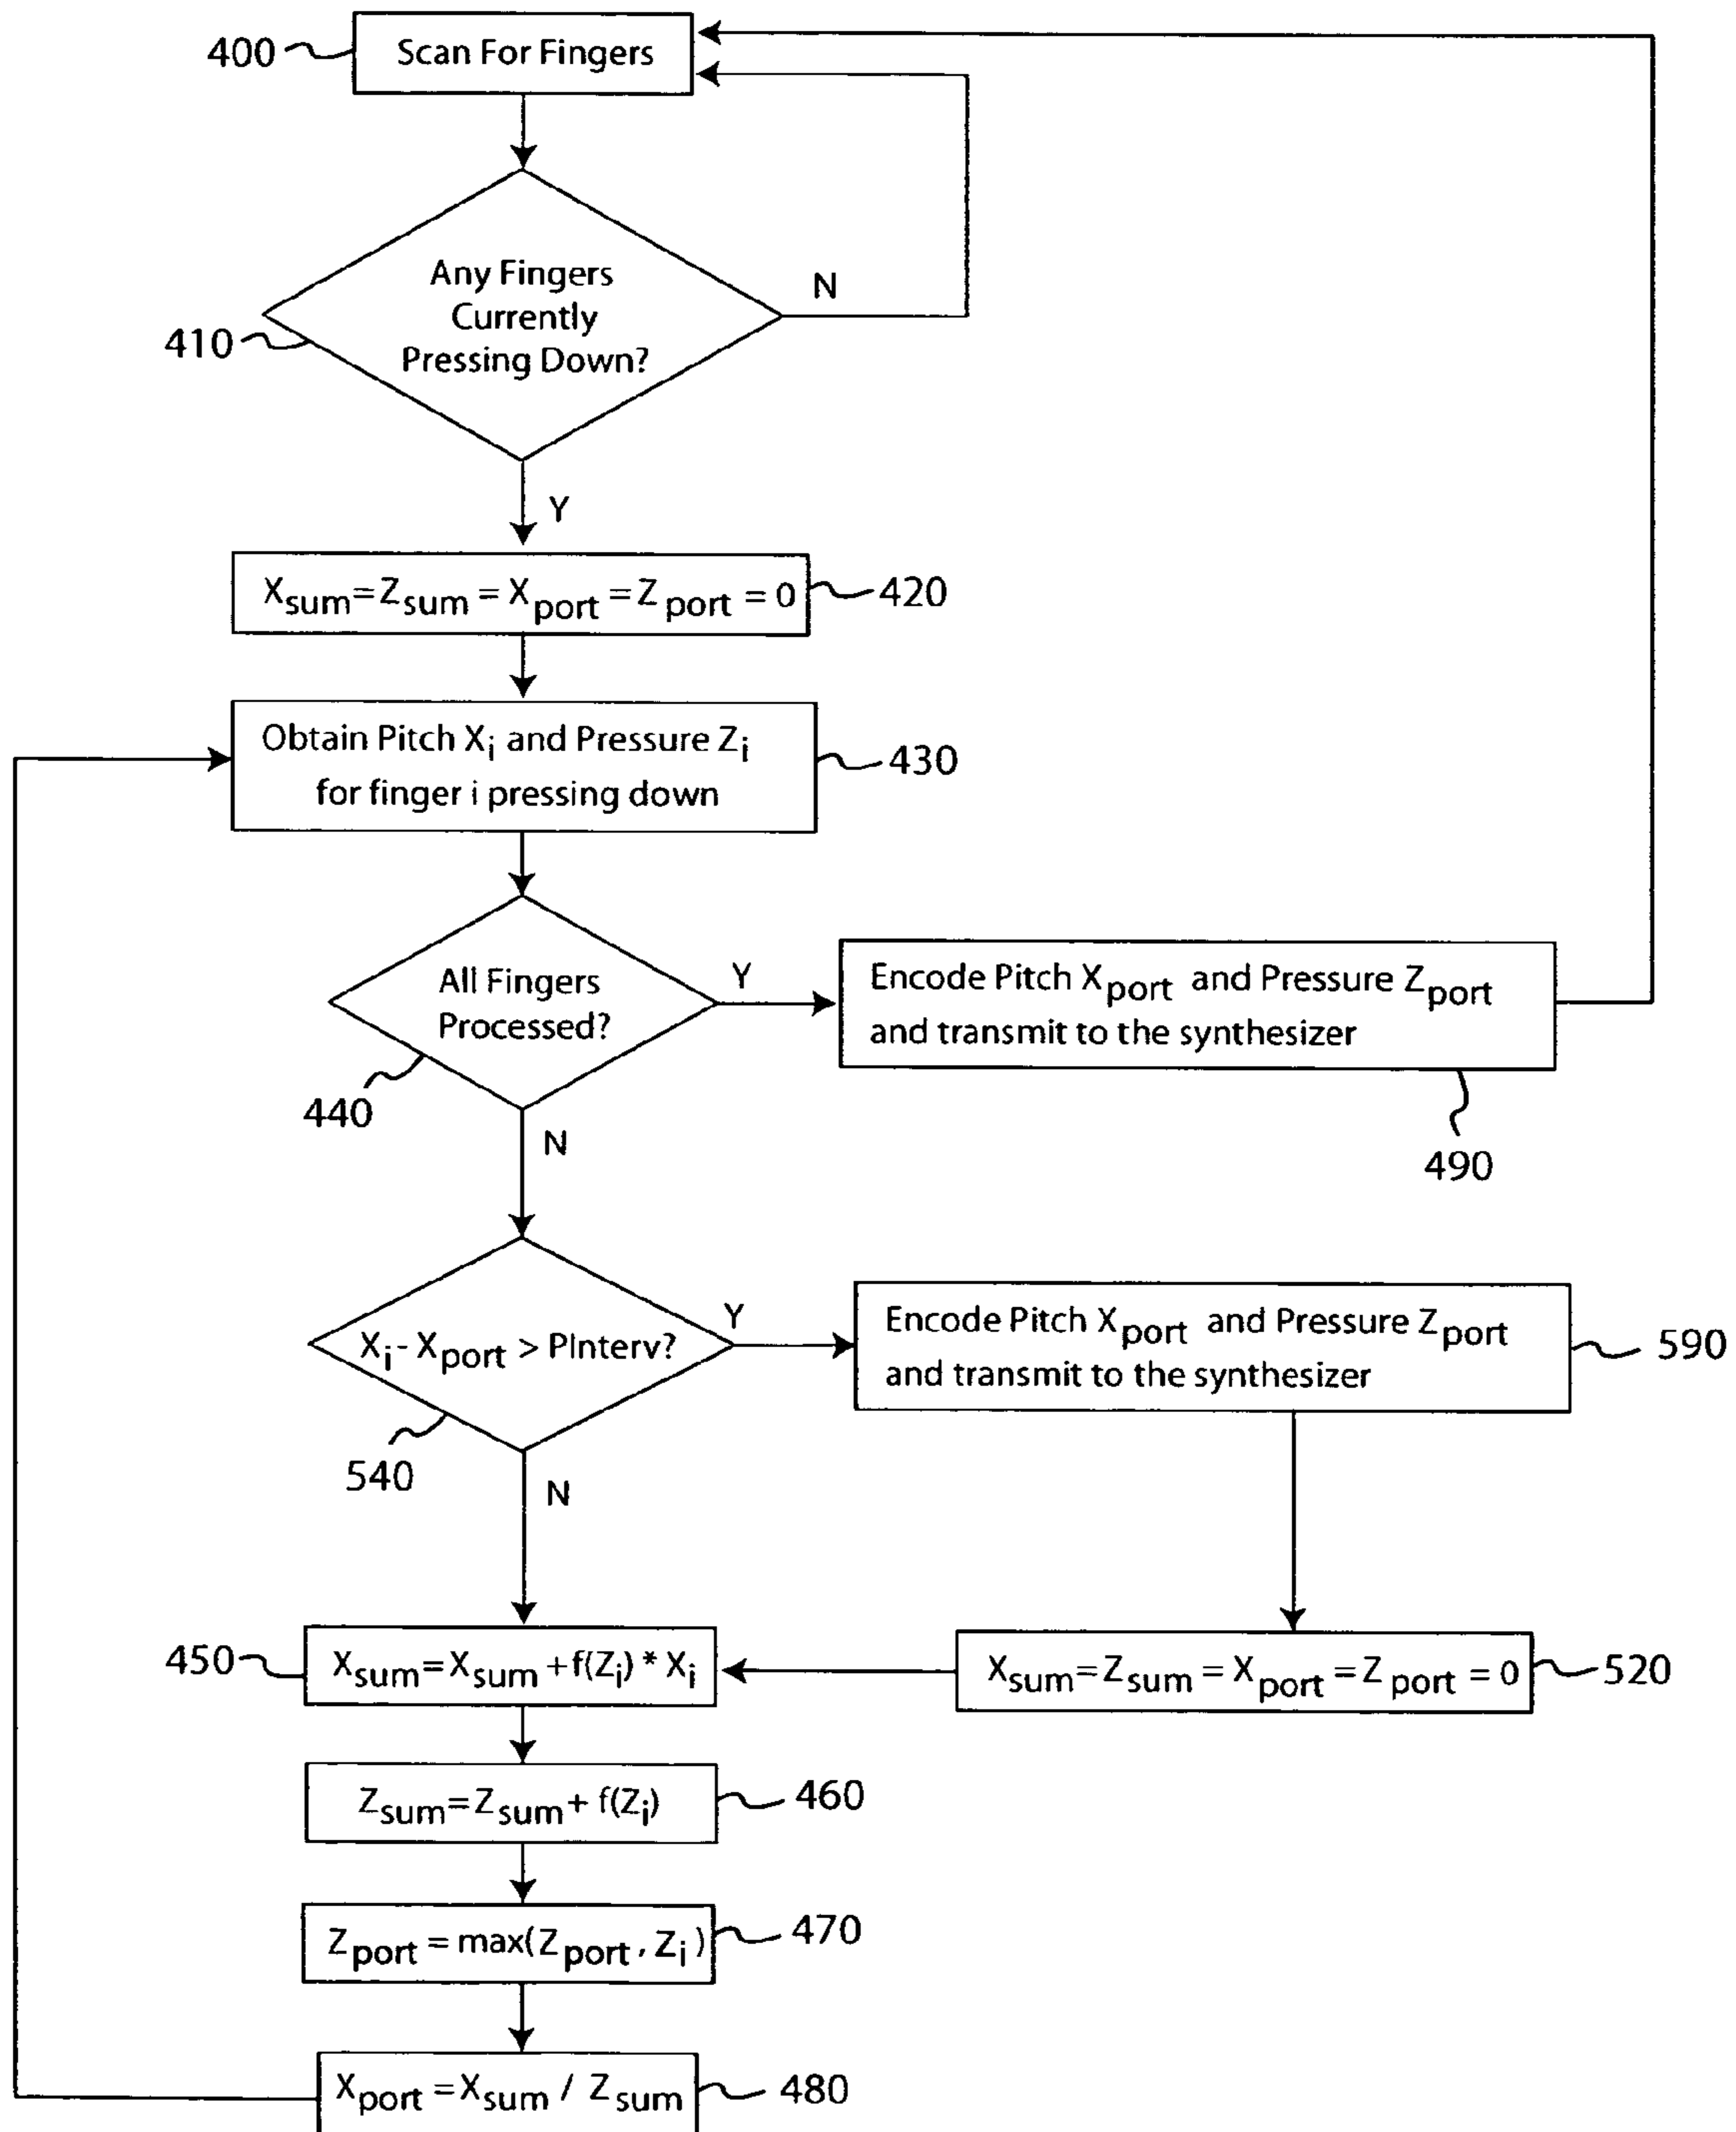 400
Scan For Fingers
Any Fingers
Currently
Pressing Down?
N
410
Y
Xsum=Zsum = Xport=Zport = 0
420
Obtain Pitch Xi and Pressure Zi
for finger i pressing down
430
All Fingers
Processed?
Y
440
N
Encode Pitch Xport and Pressure Zport
and transmit to the synthesizer
490
Xi- Xport > PInterv?
Y
540
N
Encode Pitch Xport and Pressure Zport
and transmit to the synthesizer
590
450
Xsum=Xsum +f(Zi) * Xi
Xsum=Zsum = Xport =Zport = 0
520
Zsum=Zsum+ f(Zi)
460
Zport = max(Zport , Zi)
470
Xport =Xsum / Zsum
480